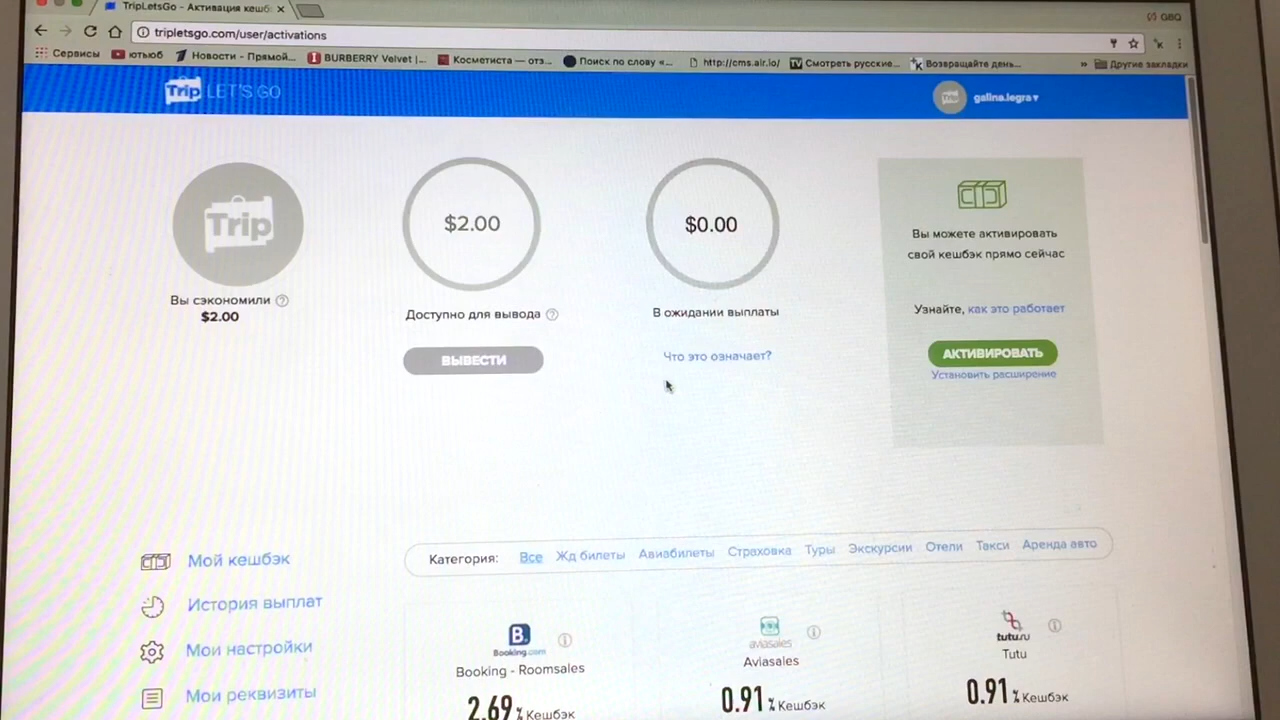 TripLetsGo - Активация кешб
GBG
tripletsgo.com/user/activations
Сервисы ютьюб Новости - Прямой... BURBERRY Velvet |... Косметиста — отз... Поиск по слову «... http://cms.air.io/ Смотреть русские... Возвращайте день... » Другие закладки
Trip LET'S GO
galina.legra
Trip
$2.00
$0.00
Вы можете активировать
свой кешбэк прямо сейчас
Вы сэкономили
$2.00
Доступно для вывода
В ожидании выплаты
Узнайте, как это работает
ВЫВЕСТИ
Что это означает?
АКТИВИРОВАТЬ
Установить расширение
Категория: Все Жд билеты Авиабилеты Страховка Туры Экскурсии Отели Такси Аренда авто
Мой кешбэк
История выплат
Мои настройки
Мои реквизиты
B.
Booking.com
Booking - Roomsales
2.69% Кешбэк
aviasales
Aviasales
0.91% Кешбэк
tutu.ru
Tutu
0.91% Кешбэк